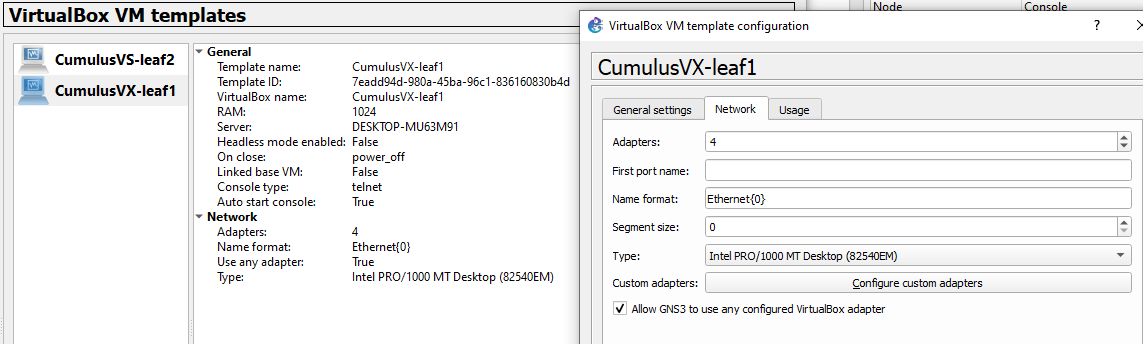 VirtualBox VM templates
CumulusVS-leaf2
CumulusVX-leaf1
General
Template name: CumulusVX-leaf1
Template ID: 7eadd94d-980a-45ba-96c1-836160830b4d
VirtualBox name: CumulusVX-leaf1
RAM: 1024
Server: DESKTOP-MU63M91
Headless mode enabled: False
On close: power_off
Linked base VM: False
Console type: telnet
Auto start console: True
Network
Adapters: 4
Name format: Ethernet{0}
Use any adapter: True
Type: Intel PRO/1000 MT Desktop (82540EM)
Node Console
VirtualBox VM template configuration ? ×
CumulusVX-leaf1
General settings Network Usage
Adapters: 4
First port name:
Name format: Ethernet{0}
Segment size: 0
Type: Intel PRO/1000 MT Desktop (82540EM)
Custom adapters: Configure custom adapters
Allow GNS3 to use any configured VirtualBox adapter